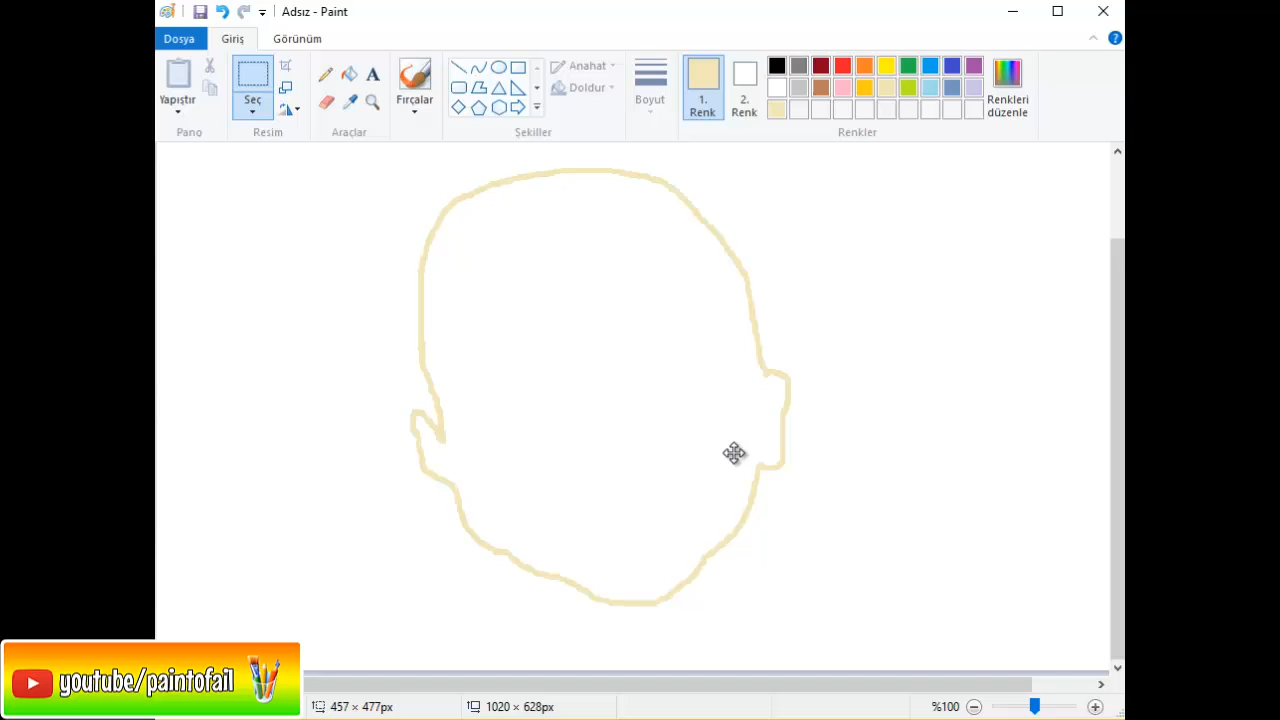 Adsız - Paint
Dosya
Giriş
Görünüm
Yapıştır
Pano
Seç
Resim
A
Araçlar
Fırçalar
Anahat
Doldur
Şekiller
Boyut
1.
Renk
2.
Renk
Renkleri
düzenle
Renkler
youtube/paintofail
457 × 477px
1020 × 628px
%100